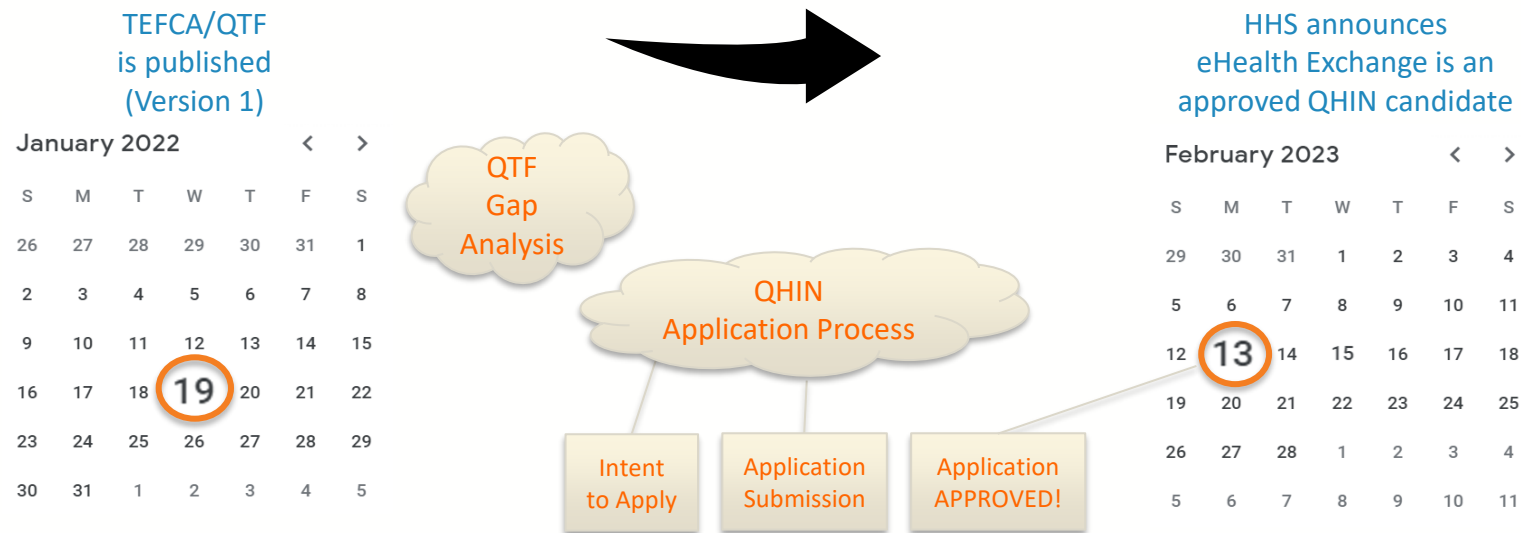 TEFCA/QTF
is published
(Version 1)
January 2022 < >
S M T W T F S
26 27 28 29 30 31 1
2 3 4 5 6 7 8
9 10 11 12 13 14 15
16 17 18 19 20 21 22
23 24 25 26 27 28 29
30 31 1 2 3 4 5
QTF
Gap
Analysis
QHIN
Application Process
Intent
to Apply
Application
Submission
Application
APPROVED!
HHS announces
eHealth Exchange is an
approved QHIN candidate
February 2023 < >
S M T W T F S
29 30 31 1 2 3 4
5 6 7 8 9 10 11
12 13 14 15 16 17 18
19 20 21 22 23 24 25
26 27 28 1 2 3 4
5 6 7 8 9 10 11